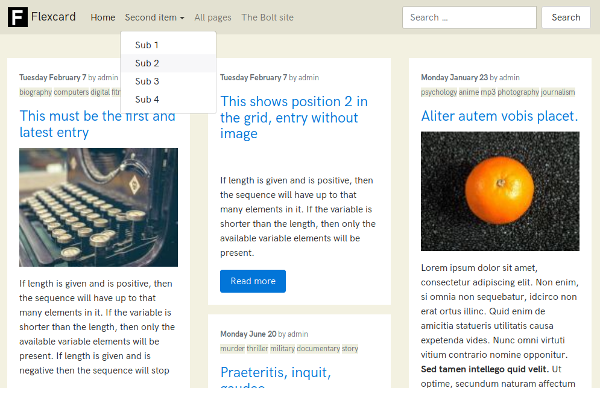 F Flexcard Home Second item All pages The Bolt site Search ... Search
Sub 1
Sub 2
Sub 3
Sub 4
Tuesday February 7 by admin
biography computers digital
This must be the first and
latest entry
If length is given and is positive, then
the sequence will have up to that
many elements in it. If the variable is
shorter than the length, then only the
available variable elements will be
present. If length is given and is
negative then the sequence will stop
Tuesday February 7 by admin
This shows position 2 in
the grid, entry without
image
If length is given and is positive, then
the sequence will have up to that
many elements in it. If the variable is
shorter than the length, then only the
available variable elements will be
present.
Read more
Monday June 20 by admin
murder thriller military documentary story
Praeteritis, inquit,
gaudeo
Monday January 23 by admin
psychology anime mp3 photography journalism
Aliter autem vobis placet.
Lorem ipsum dolor sit amet,
consectetur adipiscing elit. Non enim,
si omnia non sequebatur, idcirco non
erat ortus illinc. Quid enim de
amicitia statueris utilitatis causa
expetenda vides. Nunc omni virtuti
vitium contrario nomine opponitur.
Sed tamen intellego quid velit. Ut
optime, secundum naturam affectum